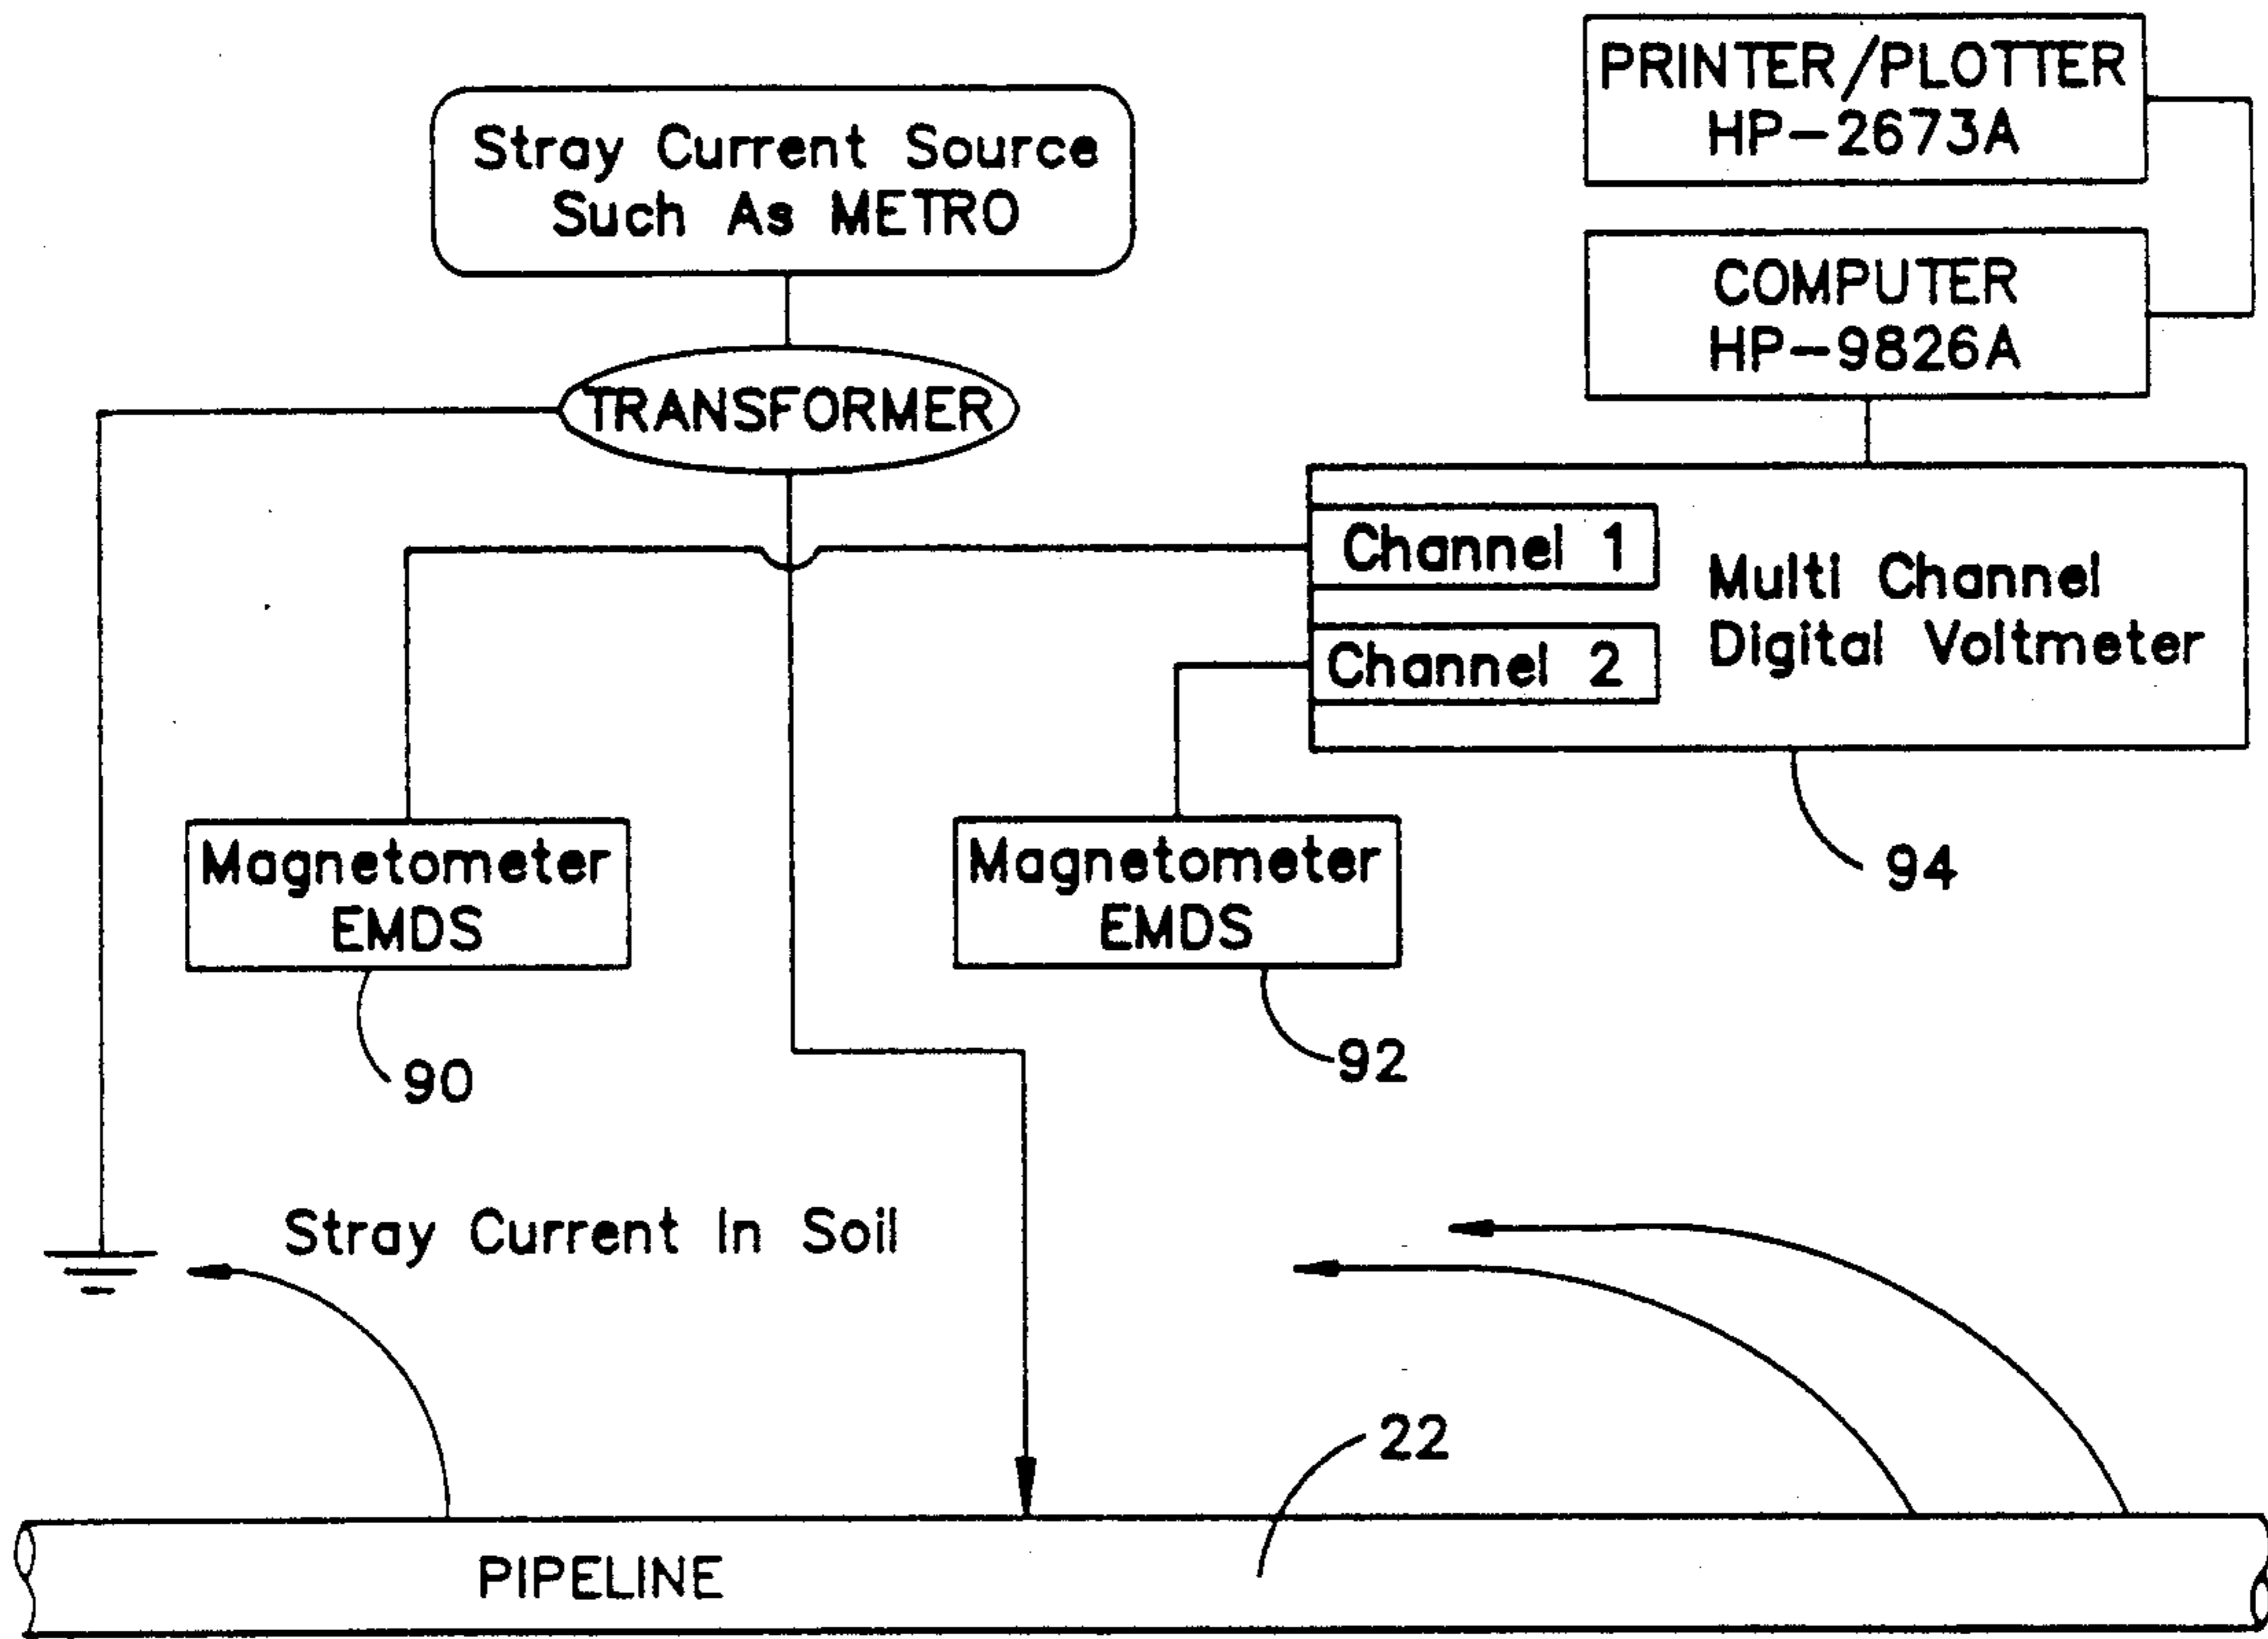 PRINTER/PLOTTER
HP-2673A
Stray Current Source
Such As METRO
COMPUTER
HP-9826A
TRANSFORMER
Channel 1
Multi Channel
Digital Voltmeter
Channel 2
Magnetometer
EMDS
Magnetometer
EMDS
94
90
92
Stray Current In Soil
22
PIPELINE